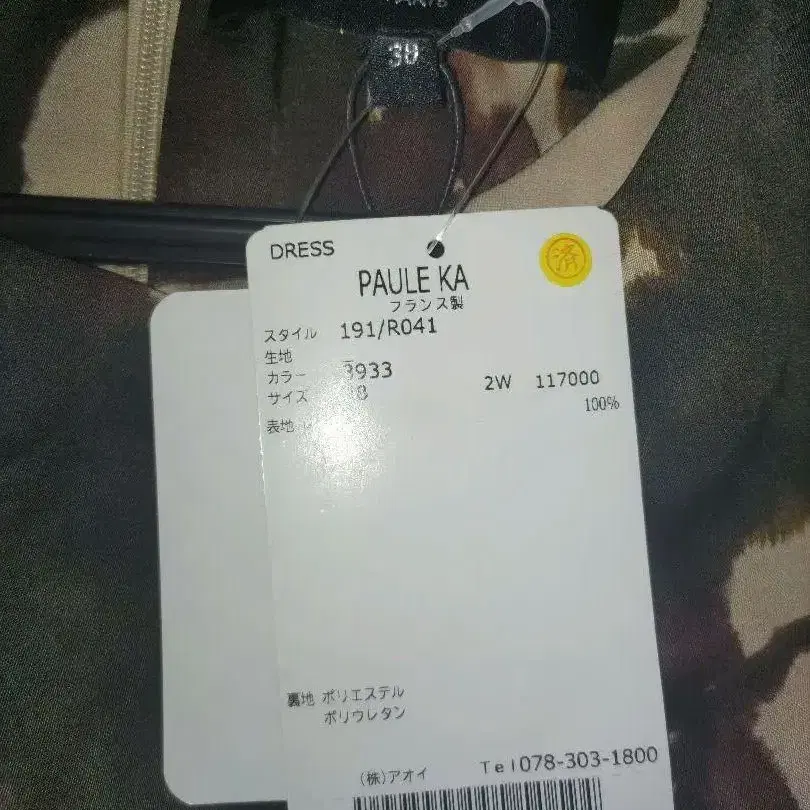 38
DRESS
済
PAULE KA
フランス製
スタイル 191/R041
生地
カラー 3933
サイズ 2W 117000
表地 100%
裏地 ポリエステル
ポリウレタン
(株)アオイ Tel078-303-1800